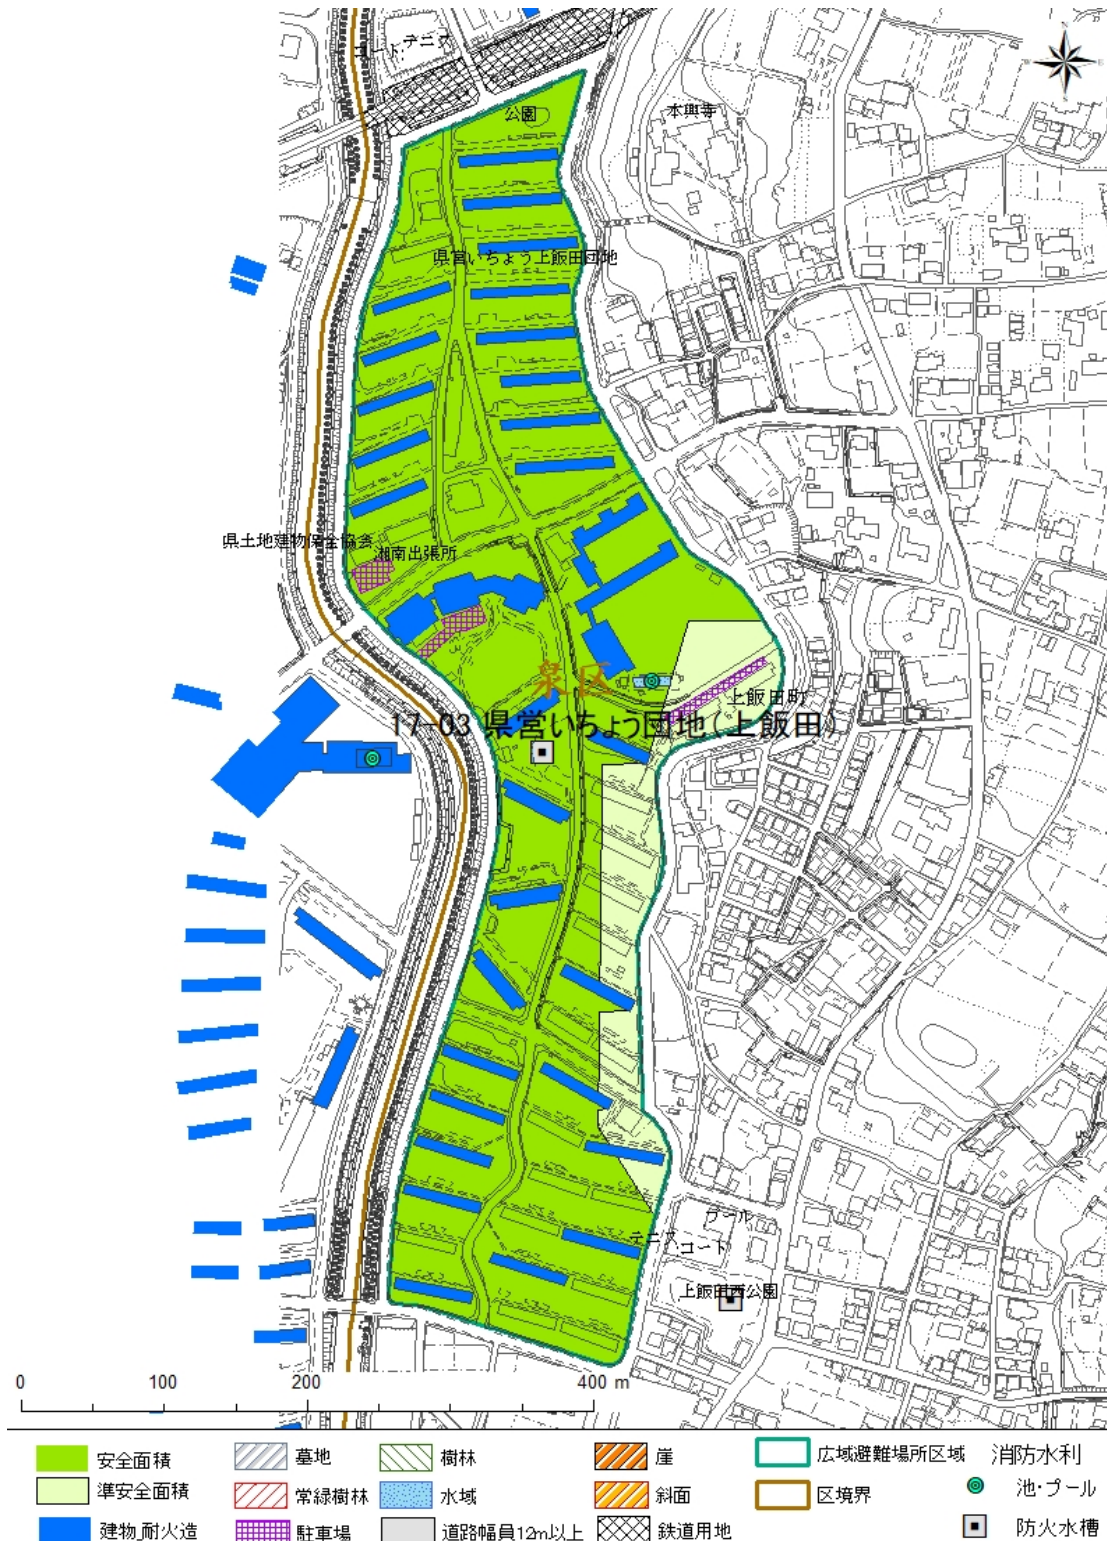 コート テニス
公園
本興寺
県営いちょう上飯田団地
県土地建物保全協会 湘南出張所
泉区
上飯田町
17-03 県営いちょう団地(上飯田)
プール
テニスコート
上飯田西公園
0 100 200 400 m
安全面積 墓地 樹林 崖 広域避難場所区域 消防水利
準安全面積 常緑樹林 水域 斜面 区境界 池・プール
建物_耐火造 駐車場 道路幅員12m以上 鉄道用地 防火水槽